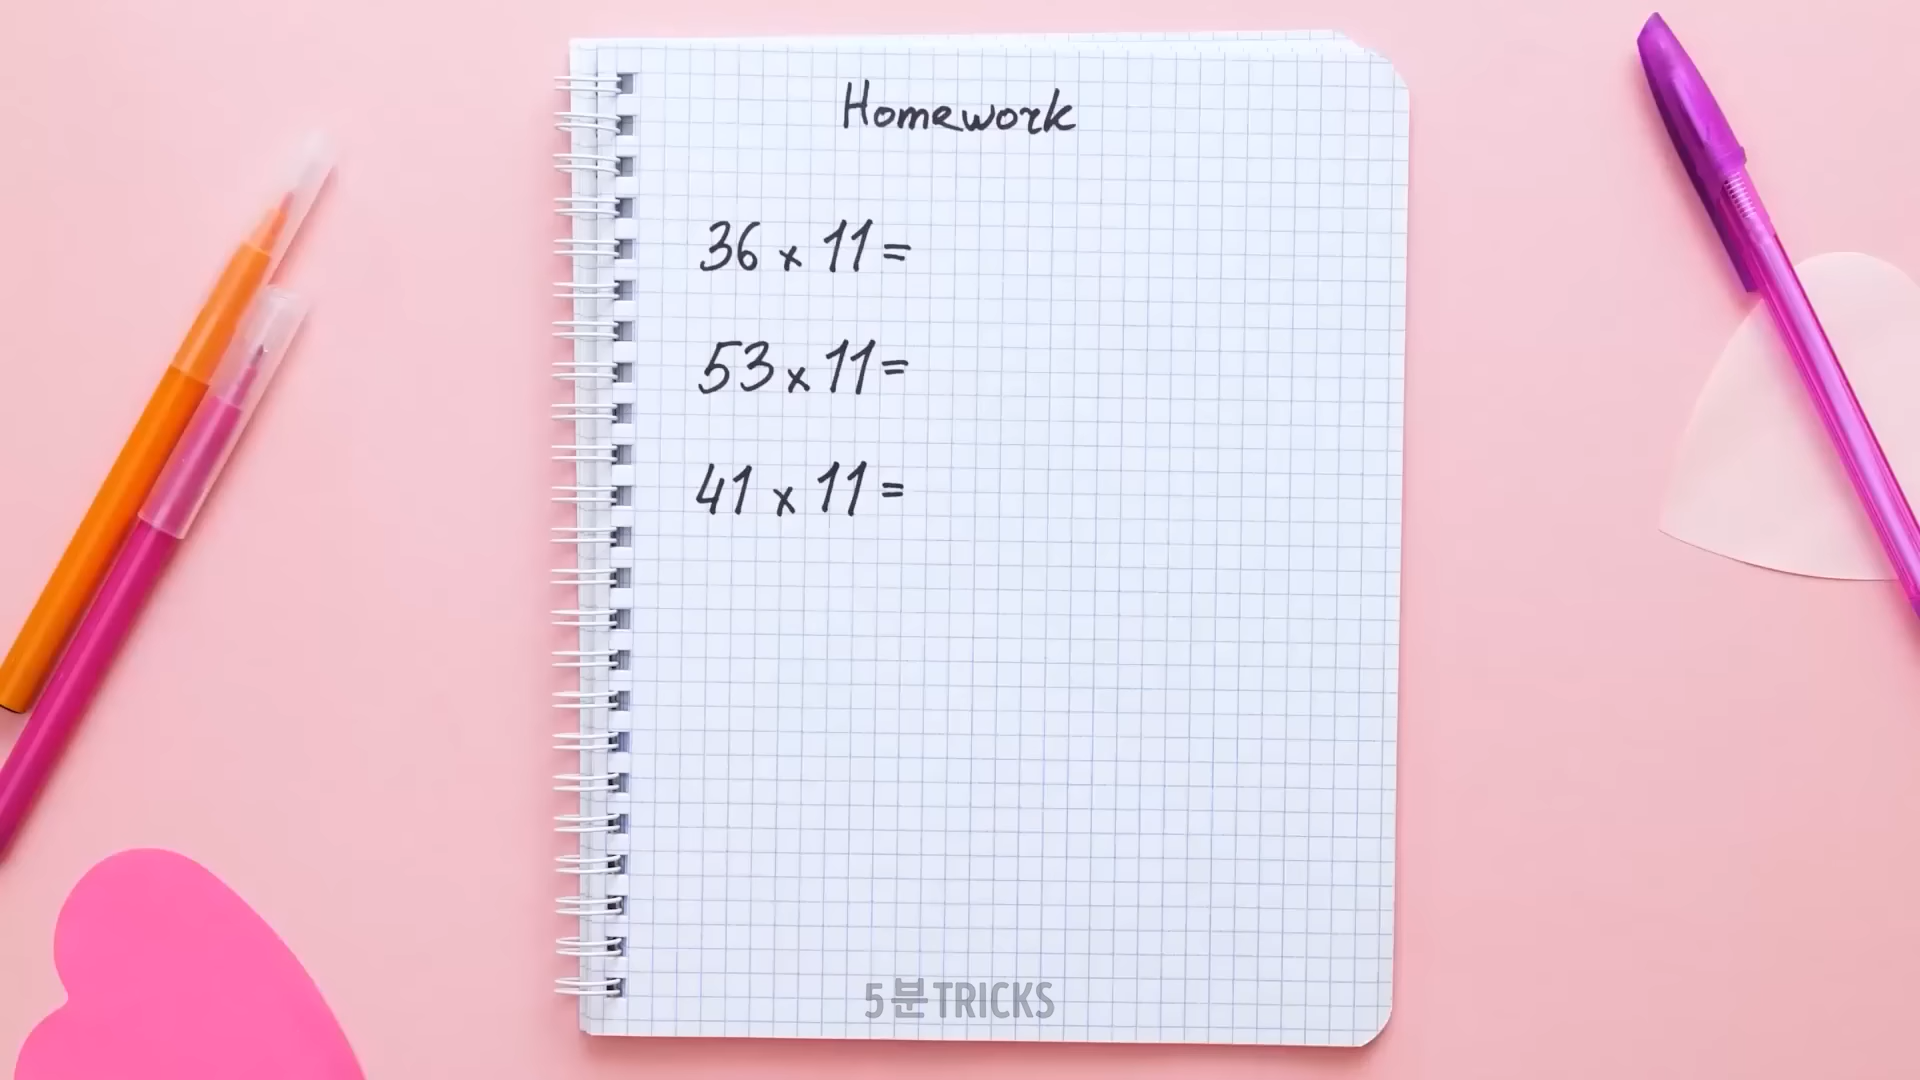 Homework
36 x 11 =
53 x 11 =
41 x 11 =
5분 TRICKS